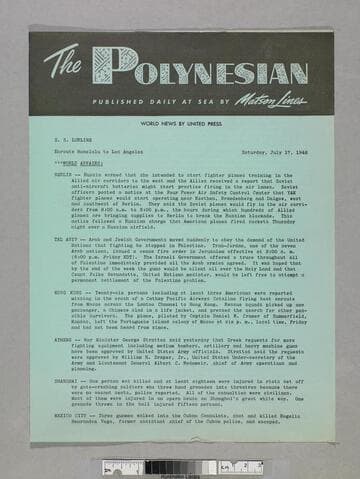 The POLYNESIAN
PUBLISHED DAILY AT SEA BY Matson Lines
WORLD NEWS BY UNITED PRESS
S. S. LURLINE
Enroute Honolulu to Los Angeles Saturday, July 17, 1948
***WORLD AFFAIRS:
BERLIN -- Russia warned that she intended to start fighter planes training in the
Allied air corridors to the west and the Allies received a report that Soviet
anti-aircraft batteries might start practice firing in the air lanes. Soviet
officers posted a notice at the Four Power Air Safety Control Center that YAK
fighter planes would start operating near Koethen, Brandenburg and Dalgow, west
and southwest of Berlin. They said the Soviet planes would fly in the air corri-
dors from 8:00 a.m. to 8:00 p.m., the hours during which hundreds of Allied
planes are bringing supplies to Berlin to break the Russian blockade. This
notice followed a Russian charge that American planes fired rockets Thursday
night over a Russian airfield.
TEL AVIV -- Arab and Jewish Governments moved suddenly to obey the demand of the United
Nations that fighting be stopped in Palestine. Trans-Jordan, one of the seven
Arab nations, issued a cease fire order in Jerusalem effective at 8:00 a. m.
(8:00 p.m. Friday EDT). The Israeli Government offered a truce throughout all
of Palestine immediately provided all the Arab armies agreed. It was hoped that
by the end of the week the guns would be silent all over the Holy Land and that
Count Folke Bernadotte, United Nations mediator, would be left free to attempt a
permanent settlement of the Palestine problem.
HONG KONG -- Twenty-six persons including at least three Americans were reported
missing in the crash of a Cathay Pacific Airways Catalina flying boat enroute
from Macao across the London Channel to Hong Kong. Rescue squads picked up one
passenger, a Chinese clad in a life jacket, and pressed the search for other pos-
sible survivors. The plane, piloted by Captain
Kansas, left the Portuguese island colony of Macao at six p.m., local time, Friday
and had not been heard from since.
ATHENS -- War Minister George Stratos said yesterday that Greek requests for more
fighting equipment including medium bombers, artillery and heavy machine guns
have been approved by United States Army officials. Stratos said the requests
were approved by William H. Draper, Jr., United States Under-secretary of the
Army and Lieutenant General Albert C. Wedemeir, chief of Army operations and
planning.
SHANGHAI -- One person was killed and at least eighteen were injured in riots set off
by gate-crashing soldiers who threw hand grenades into theaters because there
were no vacant seats, police reported. All of the casualties were civilians.
Most of them were injured in an open house on Shanghai's great white way. One
grenade thrown in the hall injured fifteen persons.
MEXICO CITY -- Three gunmen walked into the Cuban Consulate, shot and killed Rogelio
Hernandez Vega, former assistant chief of the Cuban police, and escaped.